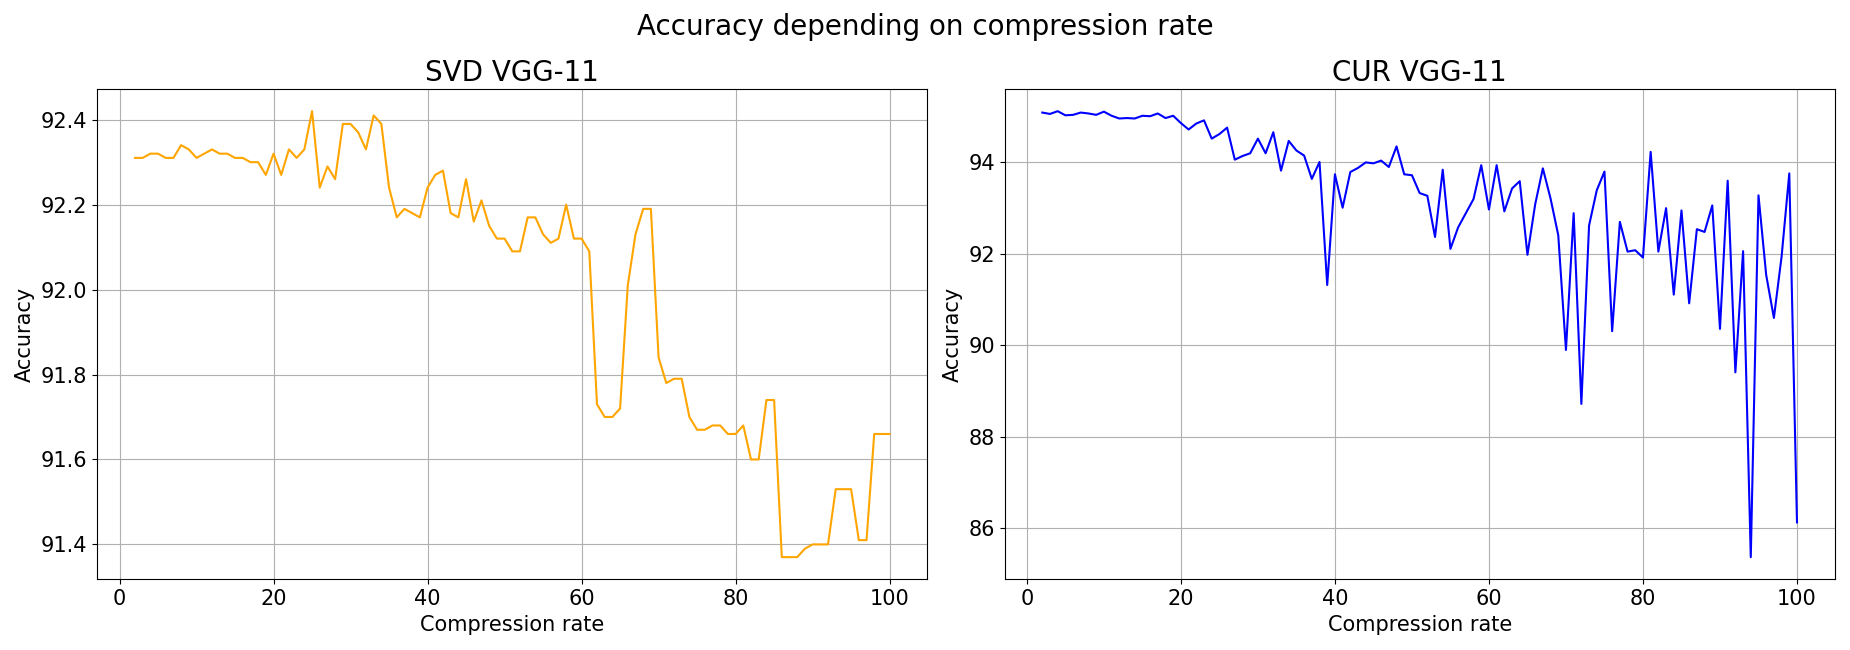 Accuracy depending on compression rate
SVD VGG-11
92.4
92.2
92.0
91.8
91.6
91.4
Accuracy
0 20 40 60 80 100
Compression rate
CUR VGG-11
94
92
90
88
86
Accuracy
0 20 40 60 80 100
Compression rate